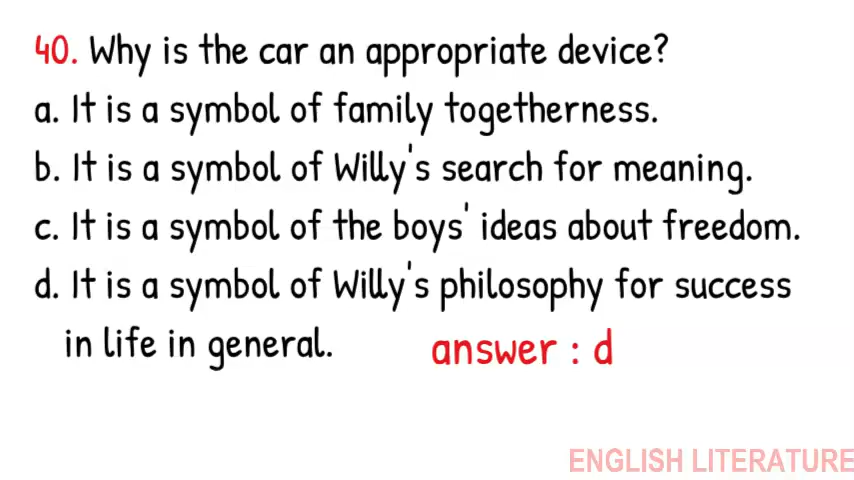 40. Why is the car an appropriate device?
a. It is a symbol of family togetherness.
b. It is a symbol of Willy's search for meaning.
c. It is a symbol of the boys' ideas about freedom.
d. It is a symbol of Willy's philosophy for success
in life in general.
answer : d
ENGLISH LITERATURE